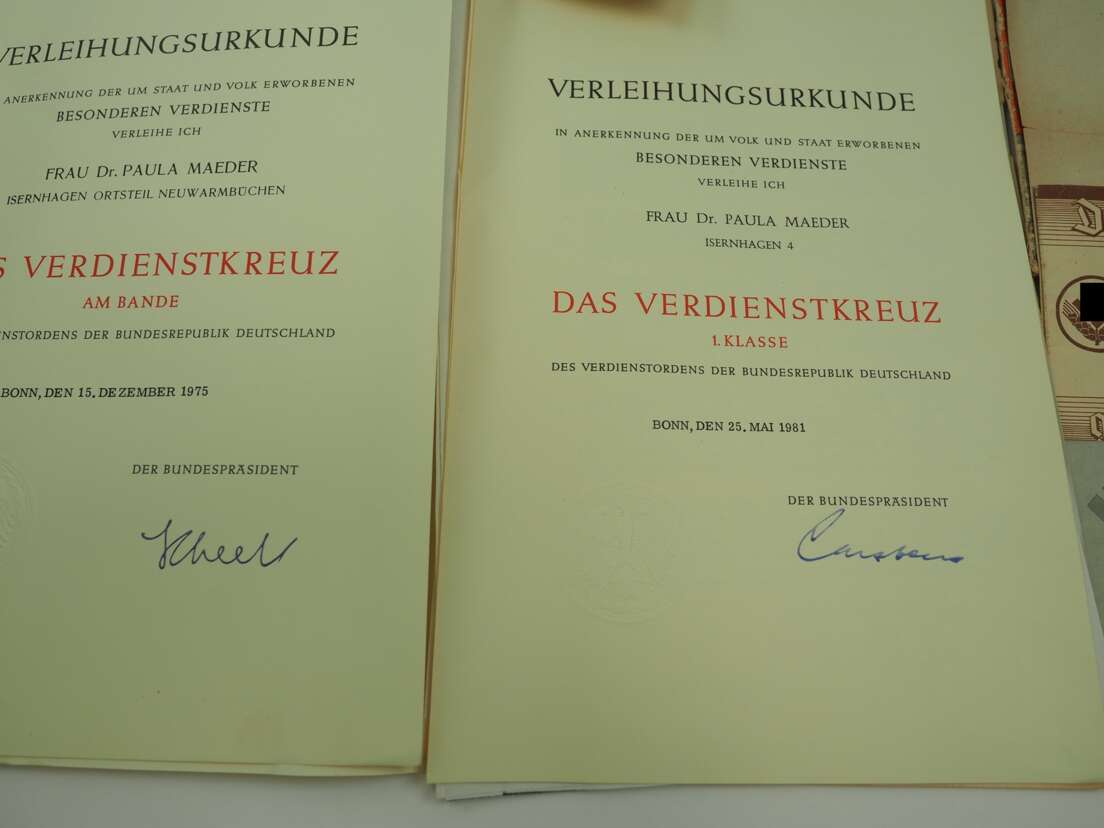 VERLEIHUNGSURKUNDE
ANERKENNUNG DER UM STAAT UND VOLK ERWORBENEN
BESONDEREN VERDIENSTE
VERLEIHE ICH
FRAU Dr. PAULA MAEDER
ISERNHAGEN ORTSTEIL NEUWARMBÜCHEN
S VERDIENSTKREUZ
AM BANDE
ENSTORDENS DER BUNDESREPUBLIK DEUTSCHLAND
BONN, DEN 15. DEZEMBER 1975
DER BUNDESPRÄSIDENT
Scheel
VERLEIHUNGSURKUNDE
IN ANERKENNUNG DER UM VOLK UND STAAT ERWORBENEN
BESONDEREN VERDIENSTE
VERLEIHE ICH
FRAU Dr. PAULA MAEDER
ISERNHAGEN 4
DAS VERDIENSTKREUZ
1. KLASSE
DES VERDIENSTORDENS DER BUNDESREPUBLIK DEUTSCHLAND
BONN, DEN 25. MAI 1981
DER BUNDESPRÄSIDENT
Carstens